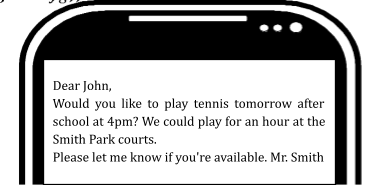 Dear John,
Would you like to play tennis tomorrow after
school at 4pm? We could play for an hour at the
Smith Park courts.
Please let me know if you're available. Mr. Smith